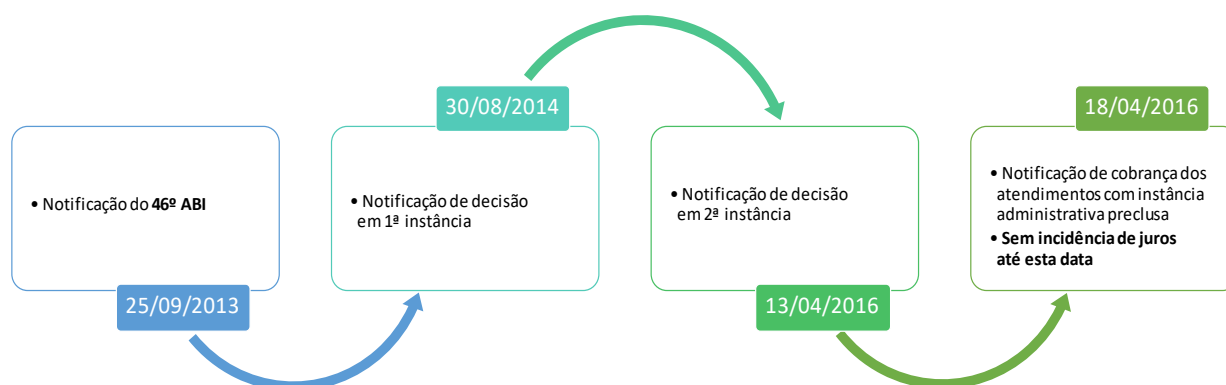 • Notificação do 46º ABI
25/09/2013
30/08/2014
• Notificação de decisão
em 1ª instância
• Notificação de decisão
em 2ª instância
13/04/2016
18/04/2016
• Notificação de cobrança dos
atendimentos com instância
administrativa preclusa
• Sem incidência de juros
até esta data